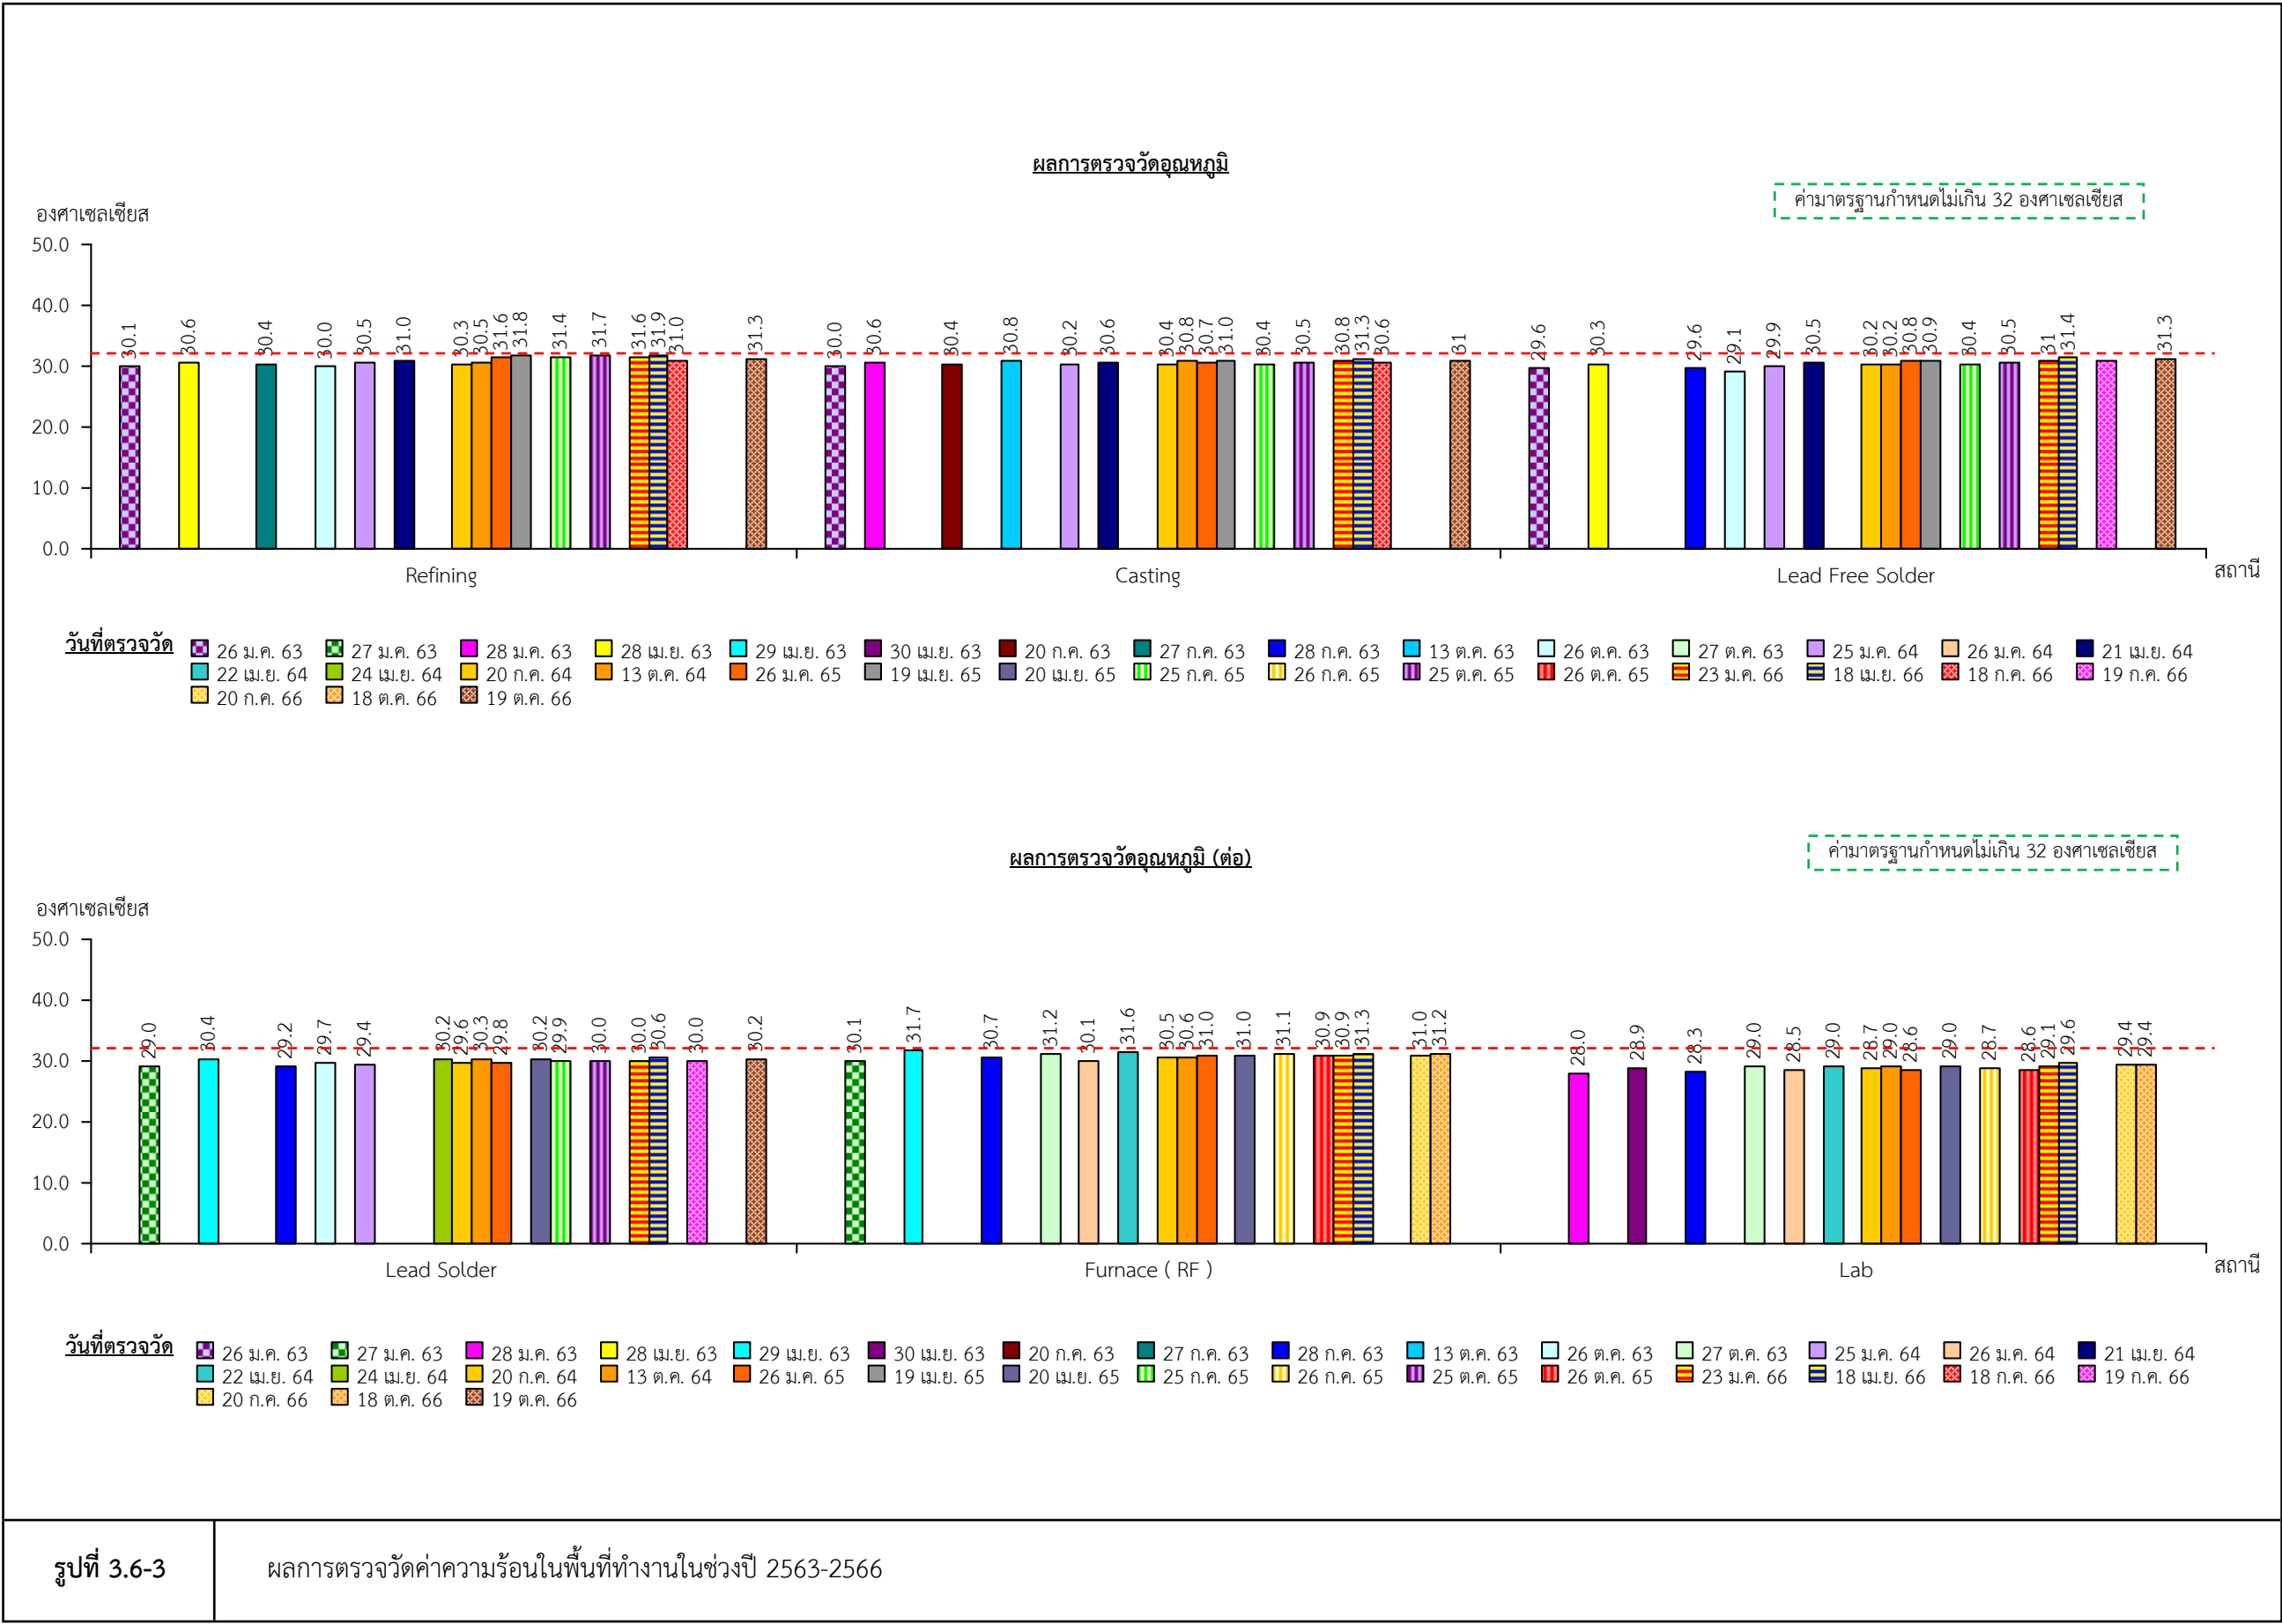 ผลการตรวจวัดอุณหภูมิ
ค่ามาตรฐานกำหนดไม่เกิน 32 องศาเซลเซียส
องศาเซลเซียส
50.0
40.0
30.0
20.0
10.0
0.0
30.1 30.6 30.4 30.0 30.5 31.0 30.3 30.5 31.6 31.8 31.4 31.7 31.6 31.9 31.0 31.3
30.0 30.6 30.4 30.8 30.2 30.6 30.4 30.8 30.7 31.0 30.4 30.5 30.8 31.3 30.6 31
29.6 30.3 29.6 29.1 29.9 30.5 30.2 30.2 30.8 30.9 30.4 30.5 31 31.4 31.3
Refining Casting Lead Free Solder สถานี
วันที่ตรวจวัด 26 ม.ค. 63 27 ม.ค. 63 28 ม.ค. 63 28 เม.ย. 63 29 เม.ย. 63 30 เม.ย. 63 20 ก.ค. 63 27 ก.ค. 63 28 ก.ค. 63 13 ต.ค. 63 26 ต.ค. 63 27 ต.ค. 63 25 ม.ค. 64 26 ม.ค. 64 21 เม.ย. 64
22 เม.ย. 64 24 เม.ย. 64 20 ก.ค. 64 13 ต.ค. 64 26 ม.ค. 65 19 เม.ย. 65 20 เม.ย. 65 25 ก.ค. 65 26 ก.ค. 65 25 ต.ค. 65 26 ต.ค. 65 23 ม.ค. 66 18 เม.ย. 66 18 ก.ค. 66 19 ก.ค. 66
20 ก.ค. 66 18 ต.ค. 66 19 ต.ค. 66
ผลการตรวจวัดอุณหภูมิ (ต่อ)
ค่ามาตรฐานกำหนดไม่เกิน 32 องศาเซลเซียส
องศาเซลเซียส
50.0
40.0
30.0
20.0
10.0
0.0
29.0 30.4 29.2 29.7 29.4 30.2 29.6 30.3 29.8 30.2 29.9 30.0 30.0 30.6 30.0 30.2
30.1 31.7 30.7 31.2 30.1 31.6 30.5 30.6 31.0 31.0 31.1 30.9 30.9 31.3 31.0 31.2
28.0 28.9 28.3 29.0 28.5 29.0 28.7 29.0 28.6 29.0 28.7 28.6 29.1 29.6 29.4 29.4
Lead Solder Furnace ( RF ) Lab สถานี
วันที่ตรวจวัด 26 ม.ค. 63 27 ม.ค. 63 28 ม.ค. 63 28 เม.ย. 63 29 เม.ย. 63 30 เม.ย. 63 20 ก.ค. 63 27 ก.ค. 63 28 ก.ค. 63 13 ต.ค. 63 26 ต.ค. 63 27 ต.ค. 63 25 ม.ค. 64 26 ม.ค. 64 21 เม.ย. 64
22 เม.ย. 64 24 เม.ย. 64 20 ก.ค. 64 13 ต.ค. 64 26 ม.ค. 65 19 เม.ย. 65 20 เม.ย. 65 25 ก.ค. 65 26 ก.ค. 65 25 ต.ค. 65 26 ต.ค. 65 23 ม.ค. 66 18 เม.ย. 66 18 ก.ค. 66 19 ก.ค. 66
20 ก.ค. 66 18 ต.ค. 66 19 ต.ค. 66
รูปที่ 3.6-3 ผลการตรวจวัดค่าความร้อนในพื้นที่ทำงานในช่วงปี 2563-2566